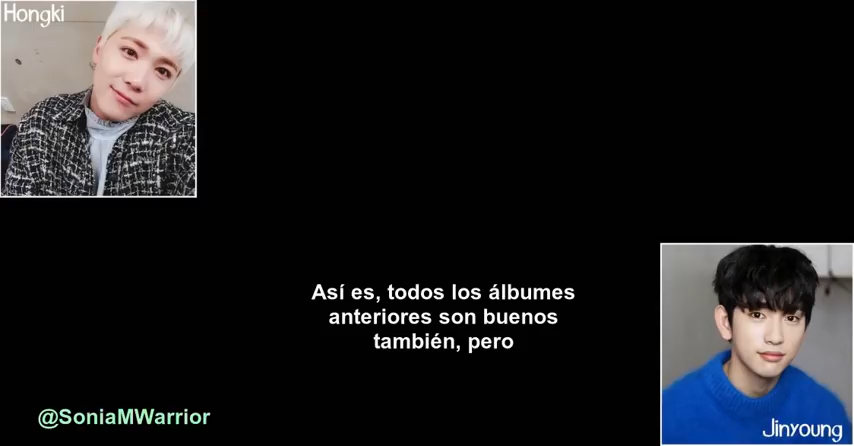 Hongki
Así es, todos los álbumes
anteriores son buenos
también, pero
@SoniaMWarrior
Jinyoung